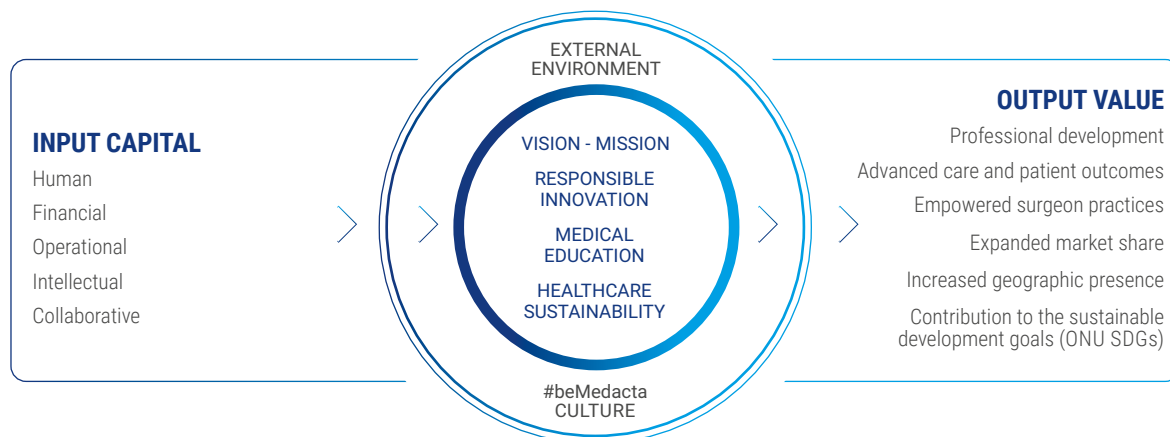 INPUT CAPITAL
Human
Financial
Operational
Intellectual
Collaborative
EXTERNAL
ENVIRONMENT
VISION - MISSION
RESPONSIBLE
INNOVATION
MEDICAL
EDUCATION
HEALTHCARE
SUSTAINABILITY
#beMedacta
CULTURE
OUTPUT VALUE
Professional development
Advanced care and patient outcomes
Empowered surgeon practices
Expanded market share
Increased geographic presence
Contribution to the sustainable
development goals (ONU SDGs)